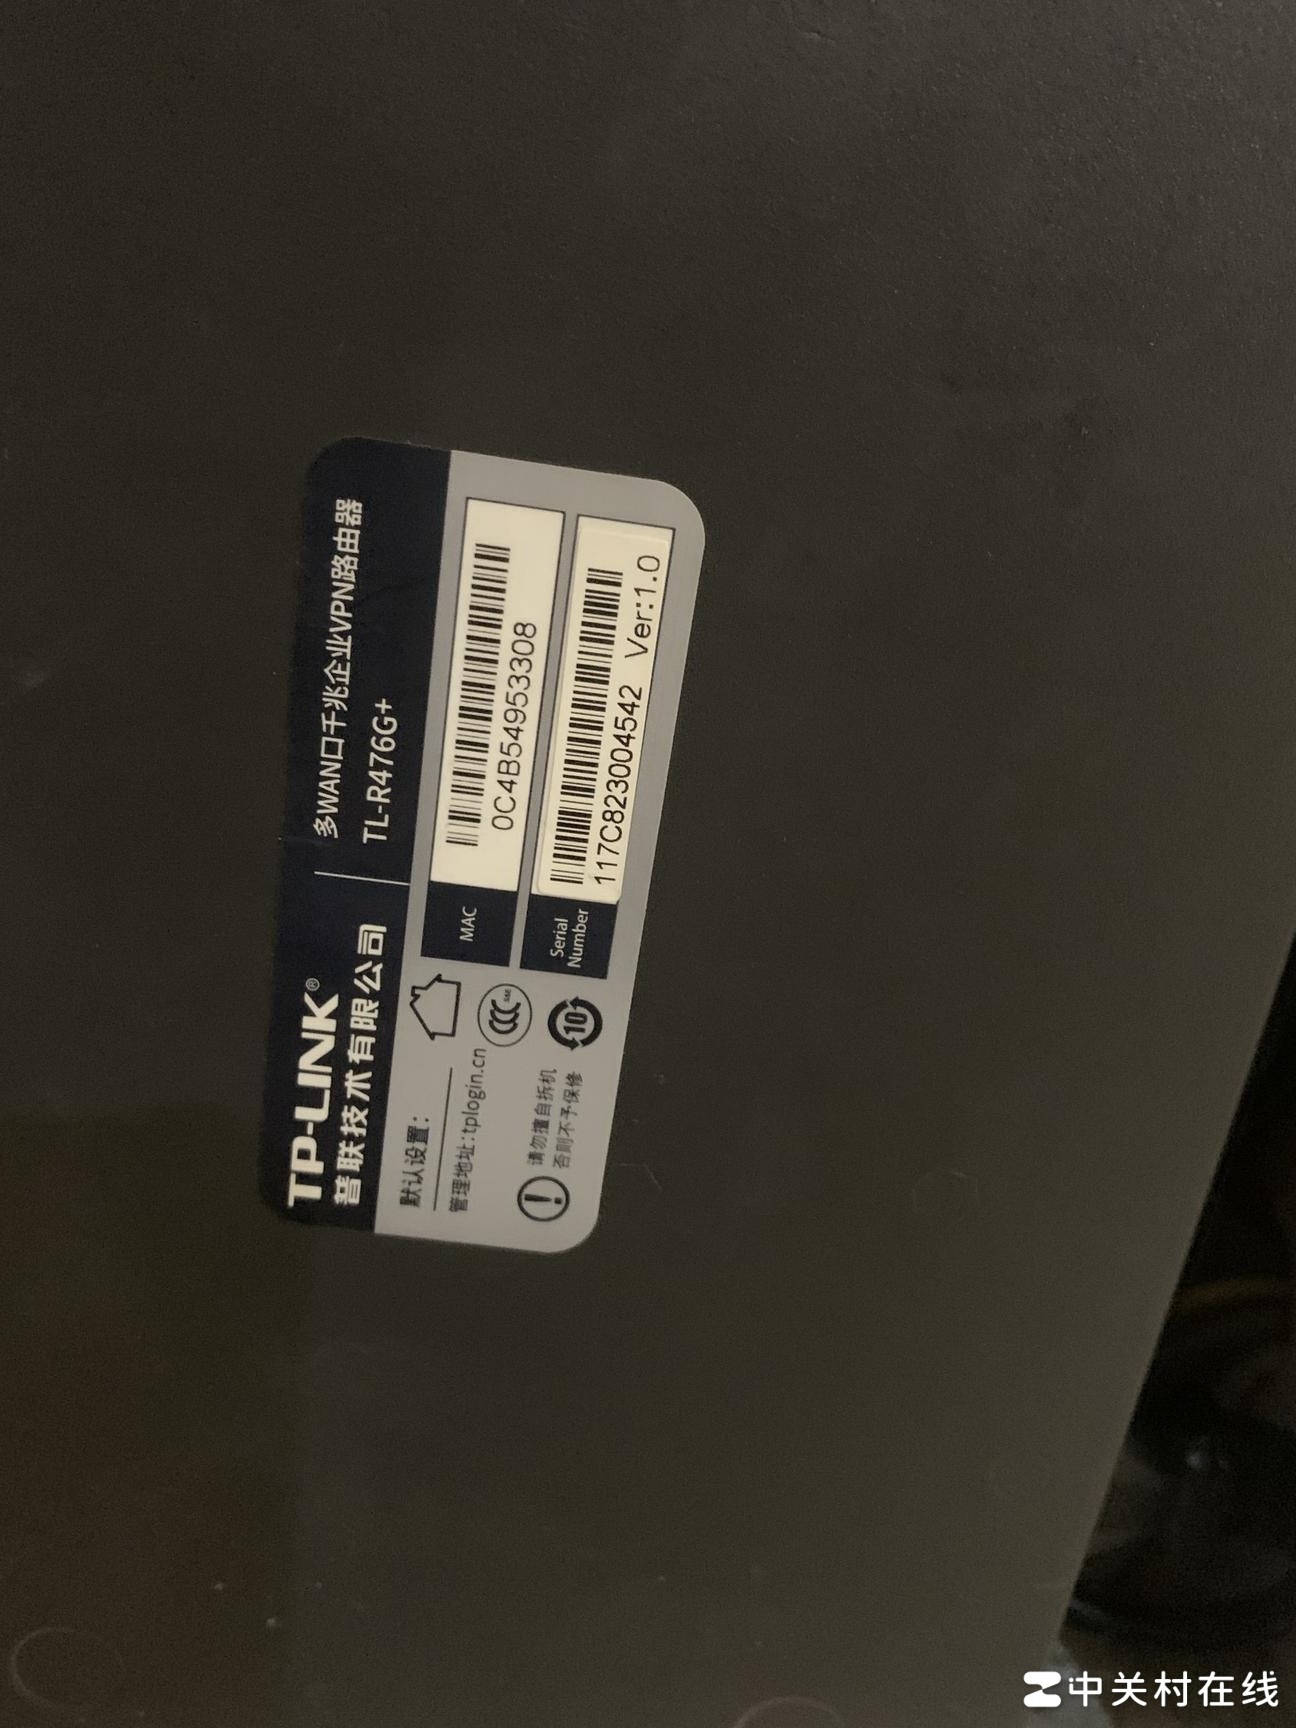 TP-LINK®
普联技术有限公司
多WAN口千兆企业VPN路由器
TL-R476G+
默认设置：
管理地址:tplogin.cn
MAC
0C4B54953308
Serial
Number
117C823004542 Ver:1.0
CCC
S&E
10
!
请勿擅自拆机
否则不予保修
中关村在线